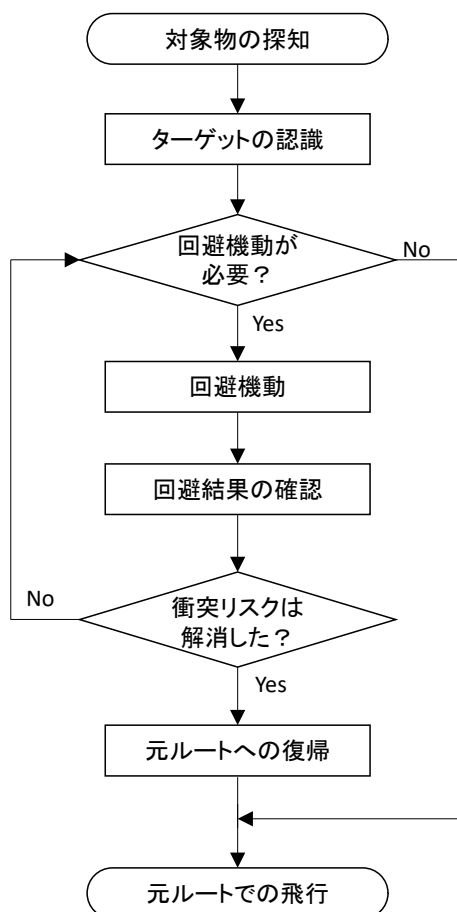 対象物の探知
ターゲットの認識
回避機動が
必要？
No
Yes
回避機動
回避結果の確認
No
衝突リスクは
解消した？
Yes
元ルートへの復帰
元ルートでの飛行